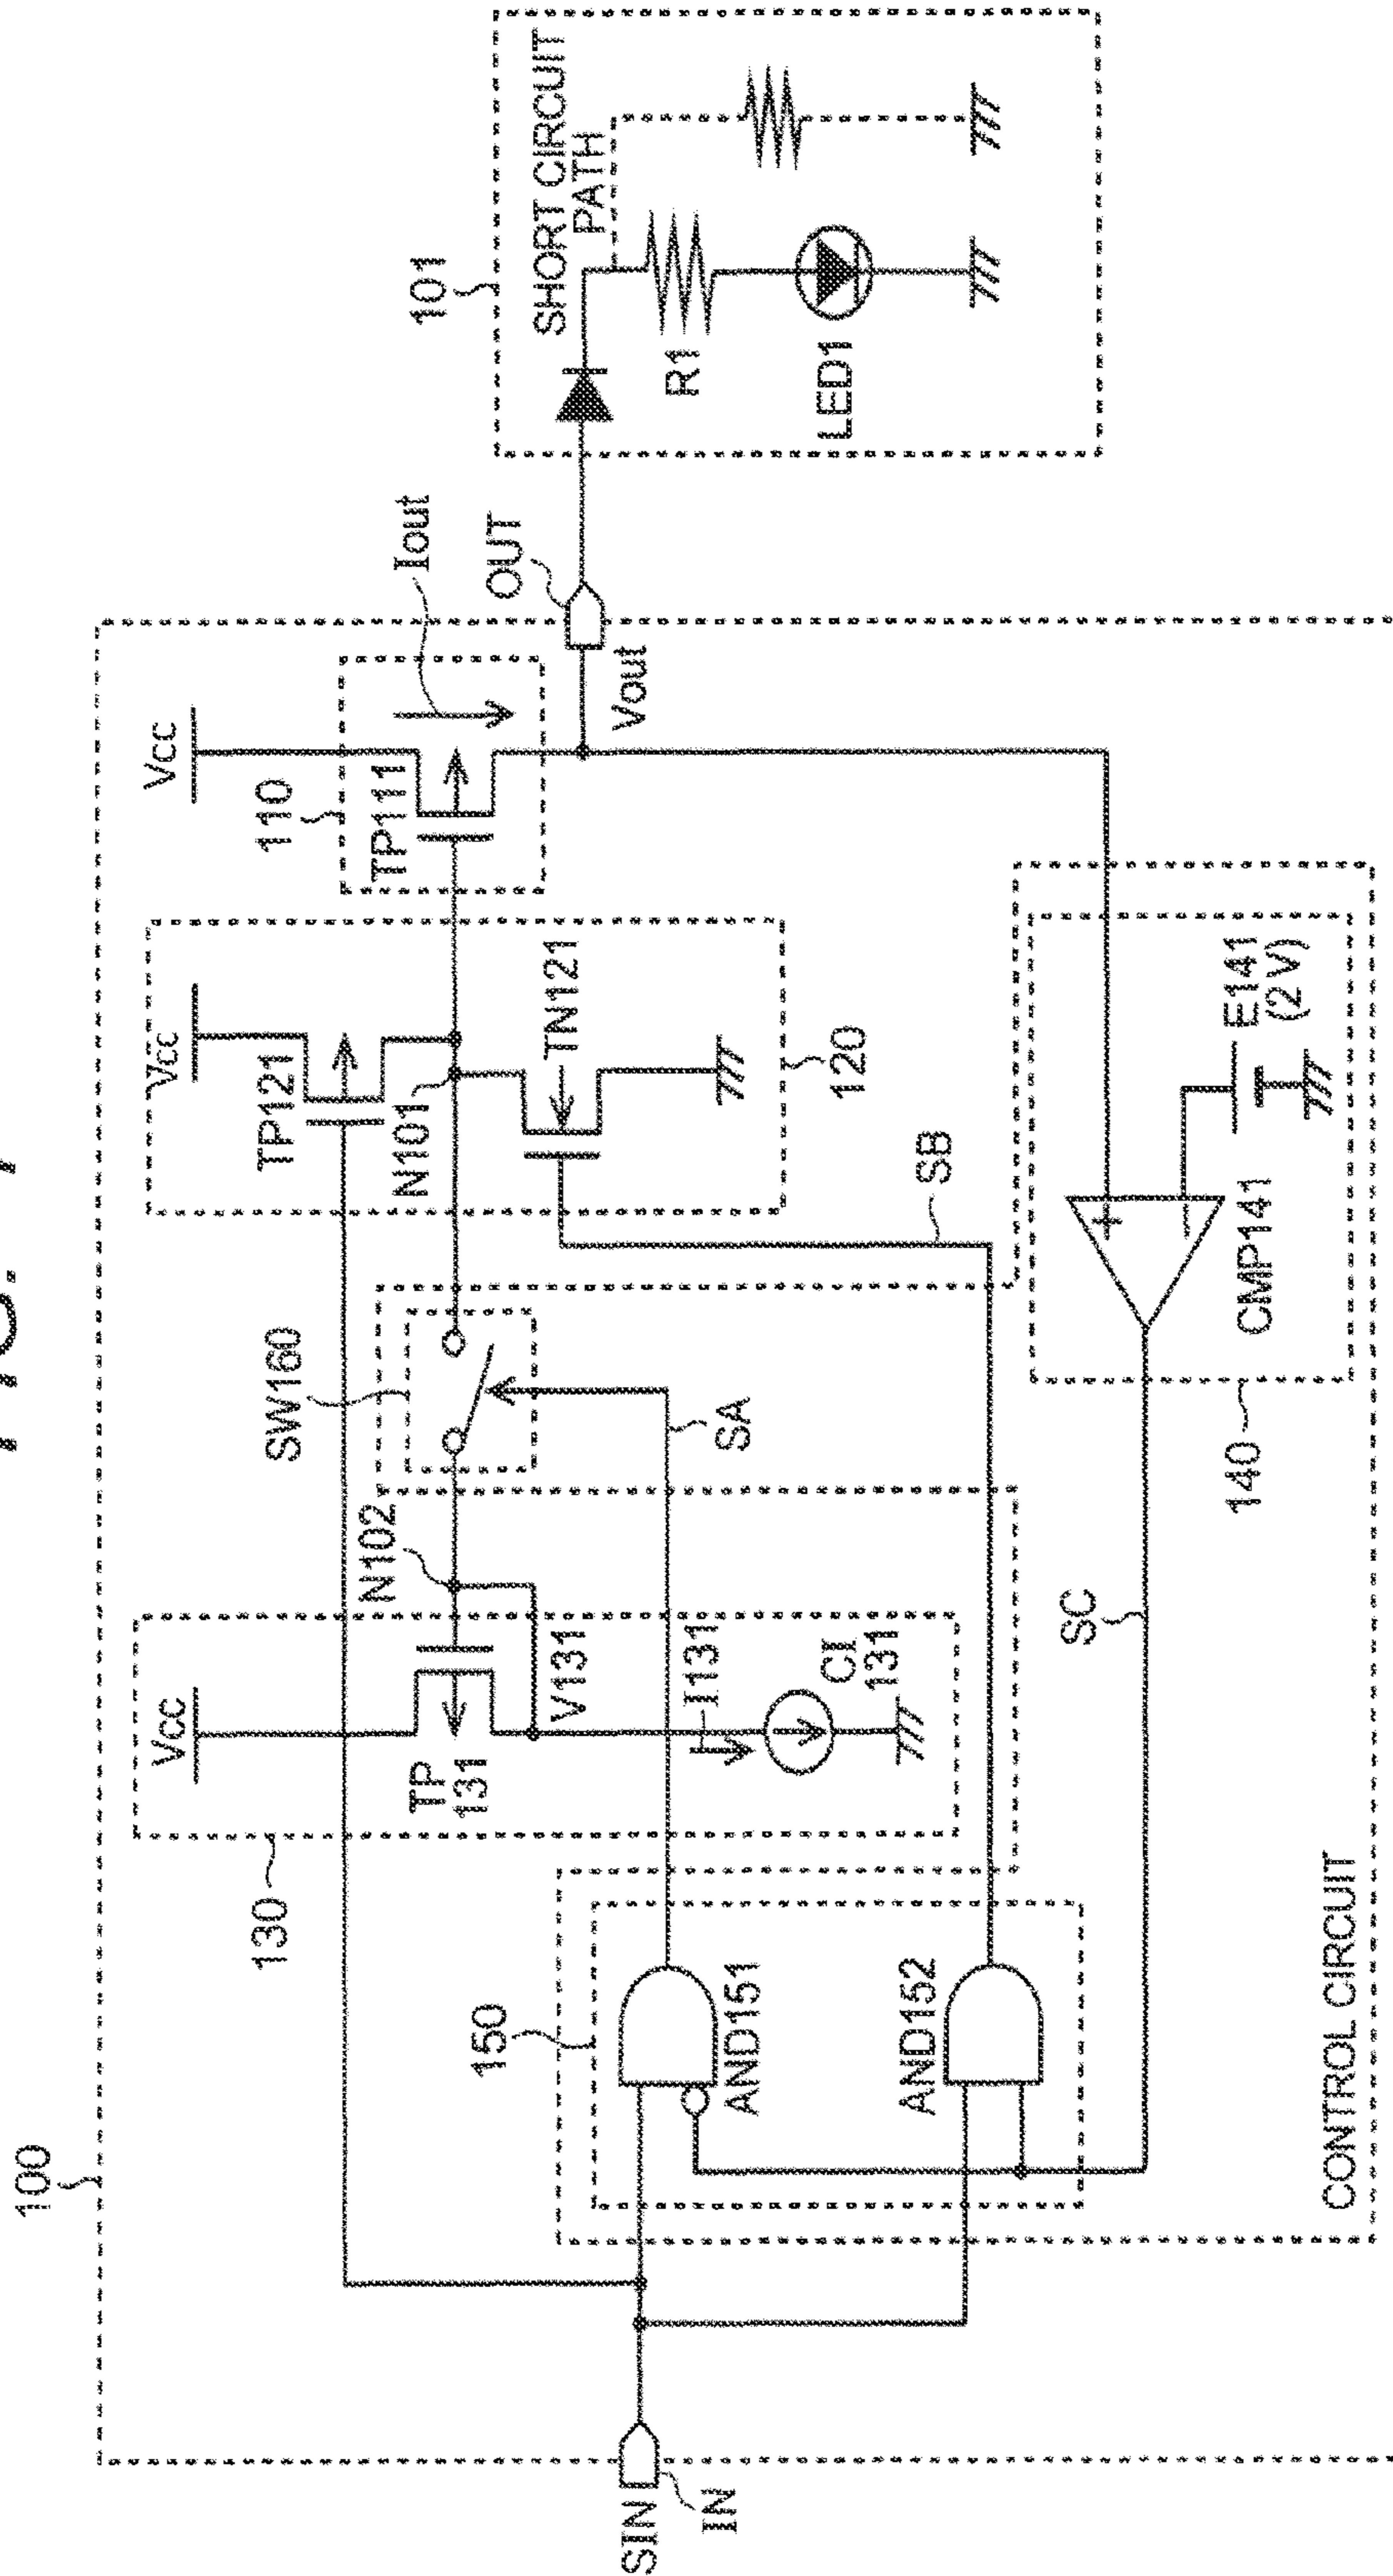 100
Vcc
Vcc
Vcc
130
TP
131
N102
V131
I131
CI
131
SW160
TP121
N101
TN121
120
110
TP111
Iout
OUT
Vout
101
SHORT CIRCUIT
PATH
R1
LED1
SIN
IN
150
AND151
AND152
SA
SB
SC
140
CMP141
E141
(2V)
+
−
CONTROL CIRCUIT